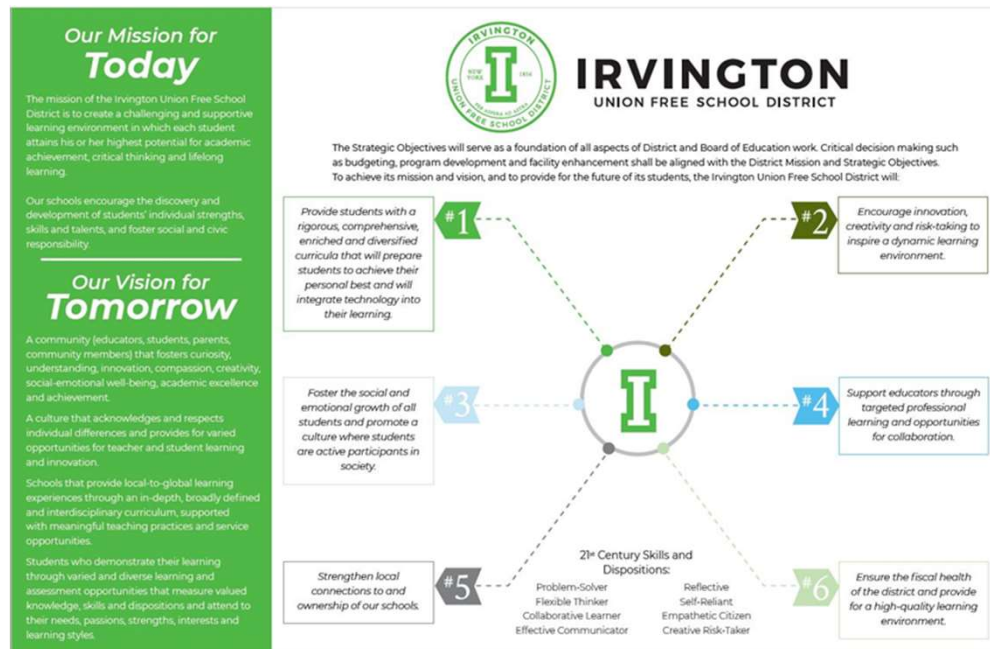 Our Mission for
Today
The mission of the Irvington Union Free School
District is to create a challenging and supportive
learning environment in which each student
attains his or her highest potential for academic
achievement, critical thinking and lifelong
learning.
Our schools encourage the discovery and
development of students' individual strengths,
skills and talents, and foster social and civic
responsibility.
Our Vision for
Tomorrow
A community (educators, students, parents,
community members) that fosters curiosity,
understanding, innovation, compassion, creativity,
social-emotional well-being, academic excellence
and achievement.
A culture that acknowledges and respects
individual differences and provides for varied
opportunities for teacher and student learning
and innovation.
Schools that provide local-to-global learning
experiences through an in-depth, broadly defined
and interdisciplinary curriculum, supported
with meaningful teaching practices and service
opportunities.
Students who demonstrate their learning
through varied and diverse learning and
assessment opportunities that measure valued
knowledge, skills and dispositions and attend to
their needs, passions, strengths, interests and
learning styles.
IRVINGTON
NEW YORK
I
UNION FREE SCHOOL DISTRICT
IRVINGTON
UNION FREE SCHOOL DISTRICT
The Strategic Objectives will serve as a foundation of all aspects of District and Board of Education work. Critical decision making such
as budgeting, program development and facility enhancement shall be aligned with the District Mission and Strategic Objectives.
To achieve its mission and vision, and to provide for the future of its students, the Irvington Union Free School District will:
#1
Provide students with a
rigorous, comprehensive,
enriched and diversified
curricula that will prepare
students to achieve their
personal best and will
integrate technology into
their learning.
#2
Encourage innovation,
creativity and risk-taking to
inspire a dynamic learning
environment.
#3
Foster the social and
emotional growth of all
students and promote a
culture where students
are active participants in
society.
I
#4
Support educators through
targeted professional
learning and opportunities
for collaboration.
#5
Strengthen local
connections to and
ownership of our schools.
21st Century Skills and
Dispositions:
Problem-Solver
Flexible Thinker
Collaborative Learner
Effective Communicator
Reflective
Self-Reliant
Empathetic Citizen
Creative Risk-Taker
#6
Ensure the fiscal health
of the district and provide
for a high-quality learning
environment.